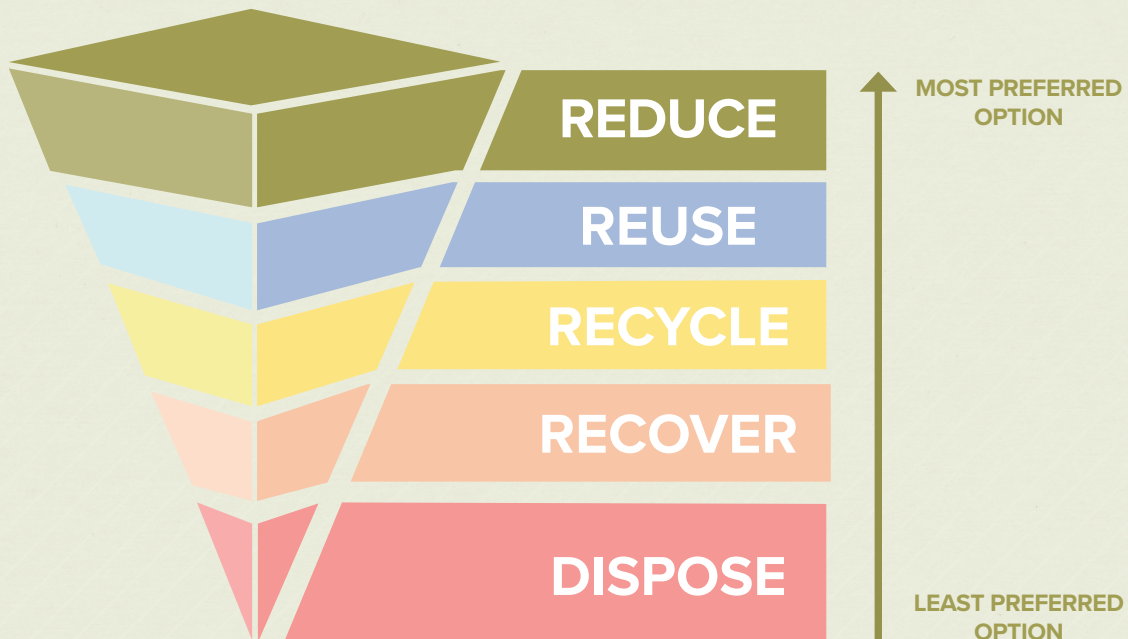 REDUCE
MOST PREFERRED
OPTION
REUSE
RECYCLE
RECOVER
DISPOSE
LEAST PREFERRED
OPTION